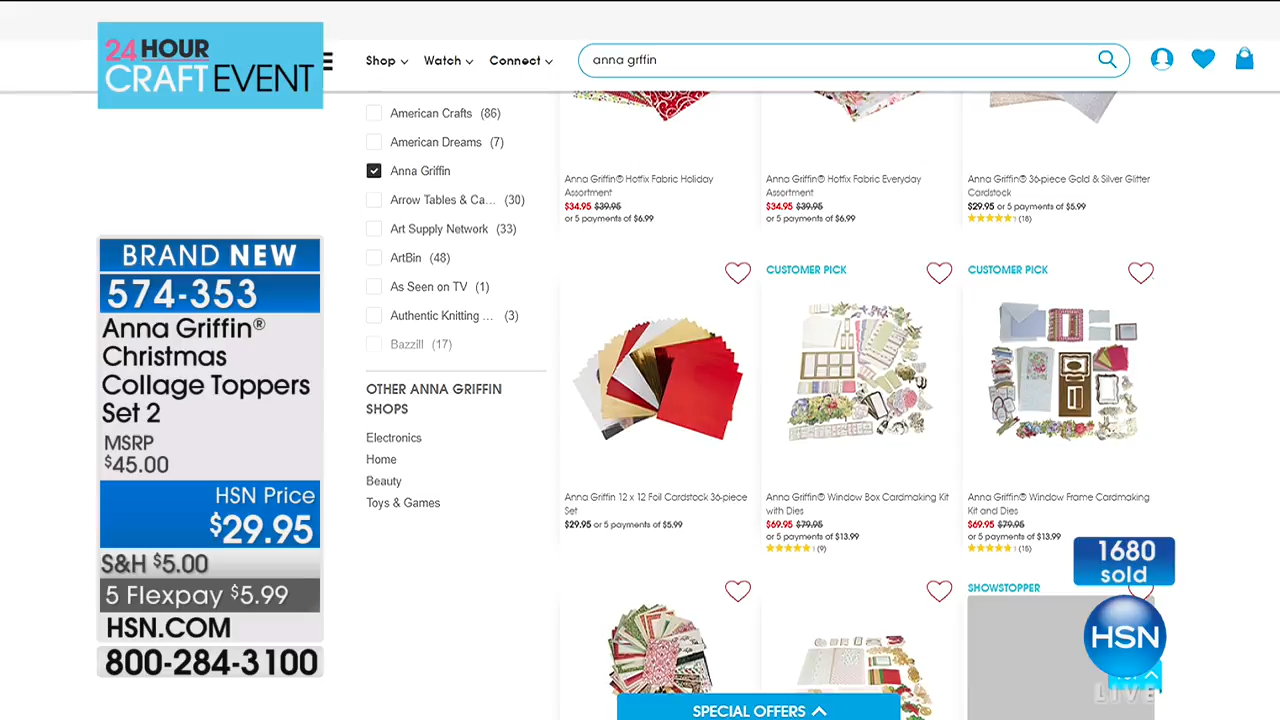 24 HOUR
CRAFT EVENT
Shop
Watch
Connect
anna grffin
American Crafts (86)
American Dreams (7)
Anna Griffin
Arrow Tables & Ca... (30)
Art Supply Network (33)
ArtBin (48)
As Seen on TV (1)
Authentic Knitting ... (3)
Bazzill (17)
OTHER ANNA GRIFFIN
SHOPS
Electronics
Home
Beauty
Toys & Games
Anna Griffin® Hotfix Fabric Holiday
Assortment
$34.95 $39.95
or 5 payments of $6.99
Anna Griffin® Hotfix Fabric Everyday
Assortment
$34.95 $39.95
or 5 payments of $6.99
Anna Griffin® 36-piece Gold & Silver Glitter
Cardstock
$29.95 or 5 payments of $5.99
(18)
Anna Griffin 12 x 12 Foil Cardstock 36-piece
Set
$29.95 or 5 payments of $5.99
CUSTOMER PICK
Anna Griffin® Window Box Cardmaking Kit
with Dies
$69.95 $79.95
or 5 payments of $13.99
(9)
CUSTOMER PICK
Anna Griffin® Window Frame Cardmaking
Kit and Dies
$69.95 $79.95
or 5 payments of $13.99
(15)
SHOWSTOPPER
SPECIAL OFFERS
BRAND NEW
574-353
Anna Griffin®
Christmas
Collage Toppers
Set 2
MSRP
$45.00
HSN Price
$29.95
S&H $5.00
5 Flexpay $5.99
HSN.COM
800-284-3100
1680
sold
HSN
LIVE